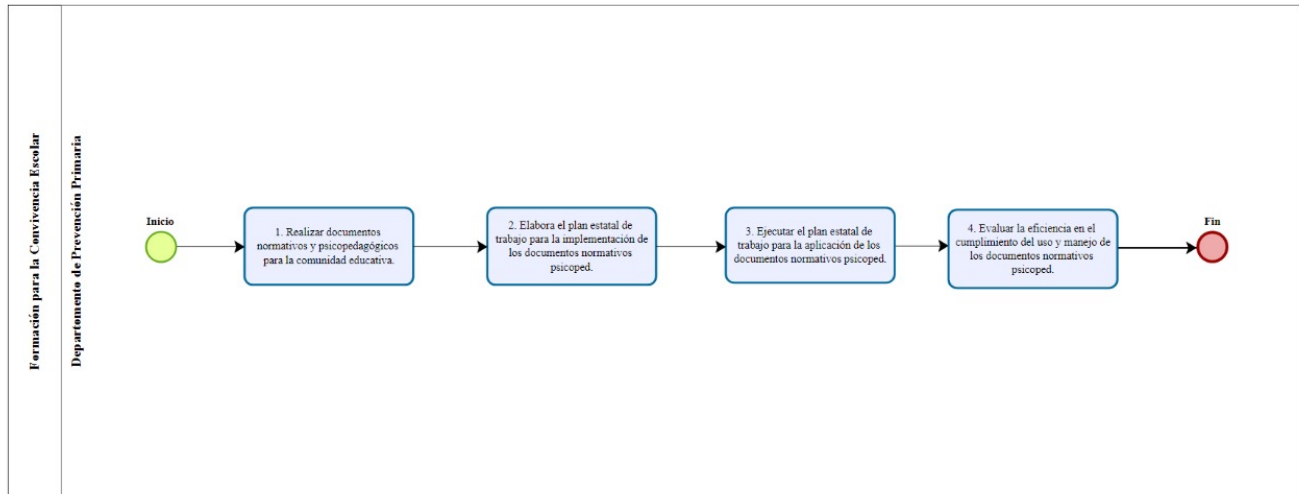 Formación para la Convivencia Escolar
Departomento de Prevención Primaria
Inicio
1. Realizar documentos
normativos y psicopedagógicos
para la comunidad educativa.
2. Elabora el plan estatal de
trabajo para la implementación de
los documentos normativos
psicoped.
3. Ejecutar el plan estatal de
trabajo para la aplicación de los
documentos normativos psicoped.
4. Evaluar la eficiencia en el
cumplimiento del uso y manejo de
los documentos normativos
psicoped.
Fin